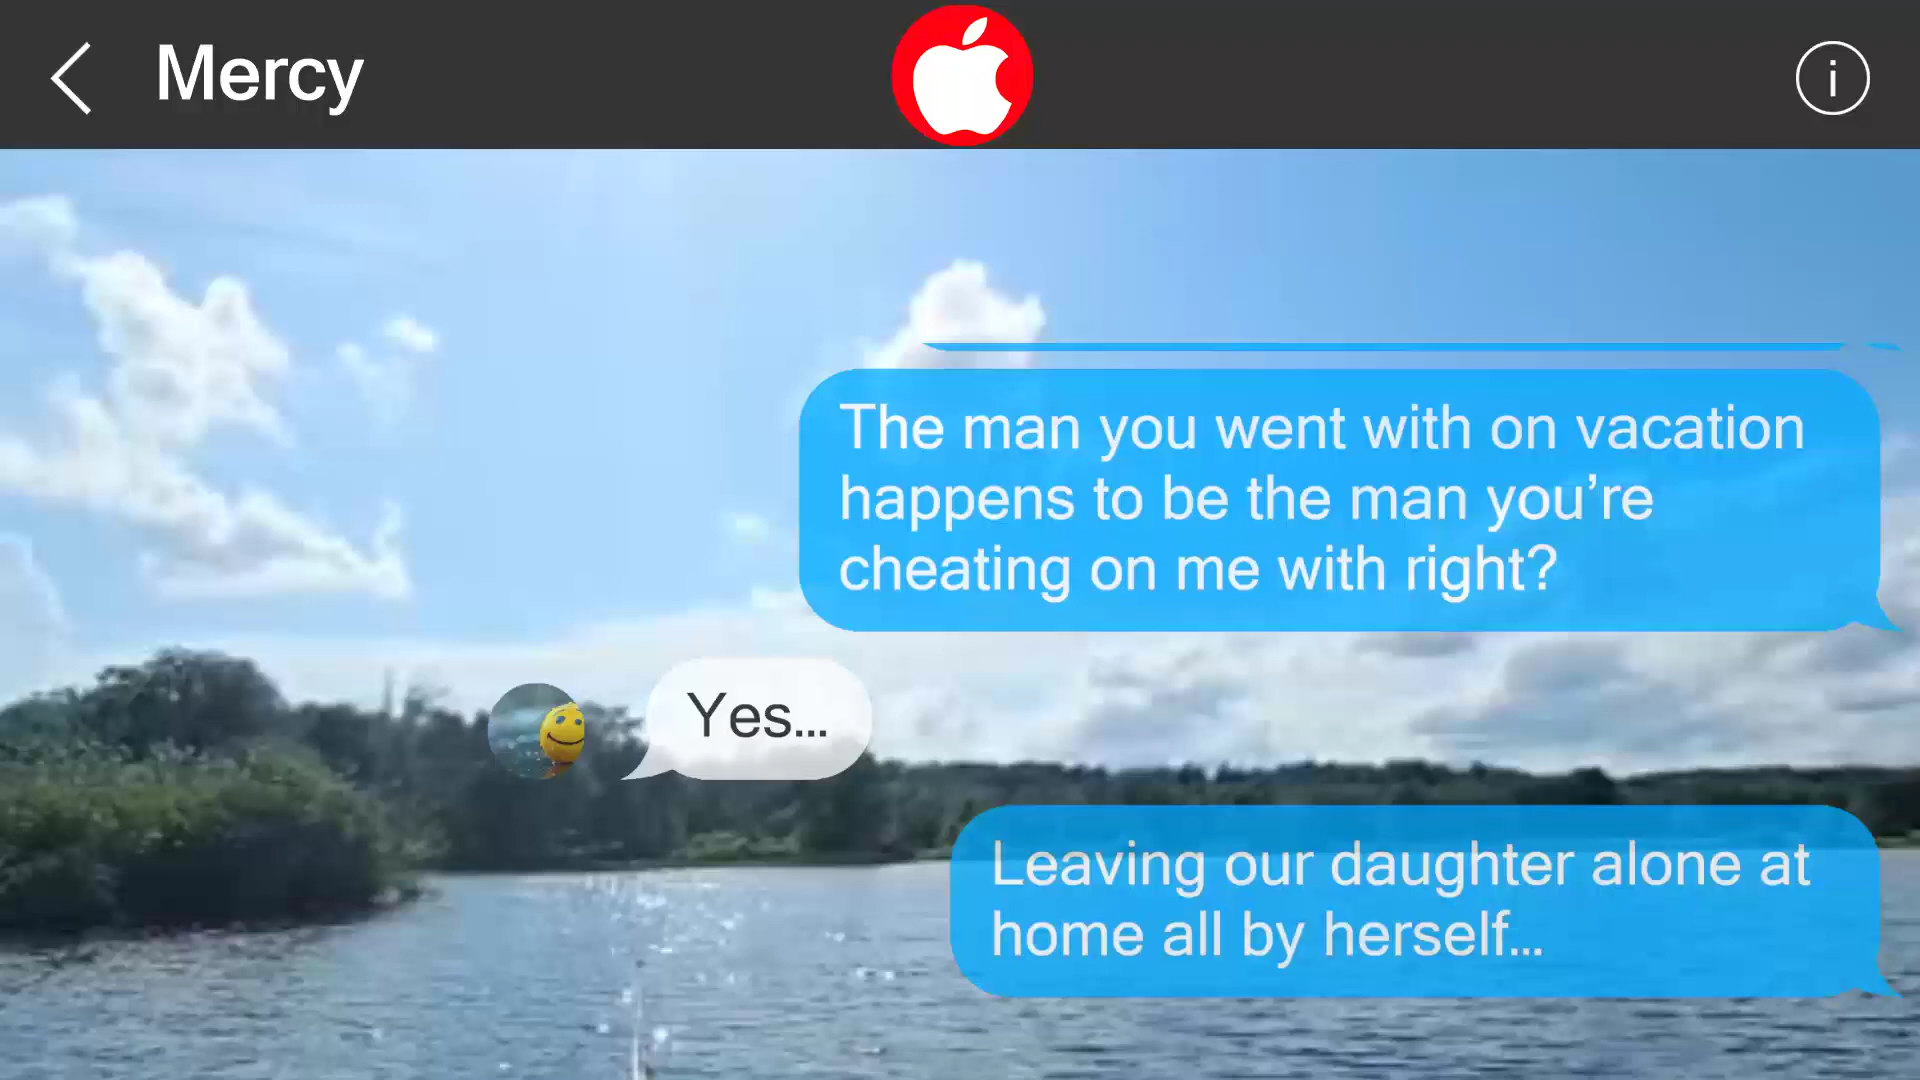 Mercy
The man you went with on vacation
happens to be the man you’re
cheating on me with right?
Yes...
Leaving our daughter alone at
home all by herself...